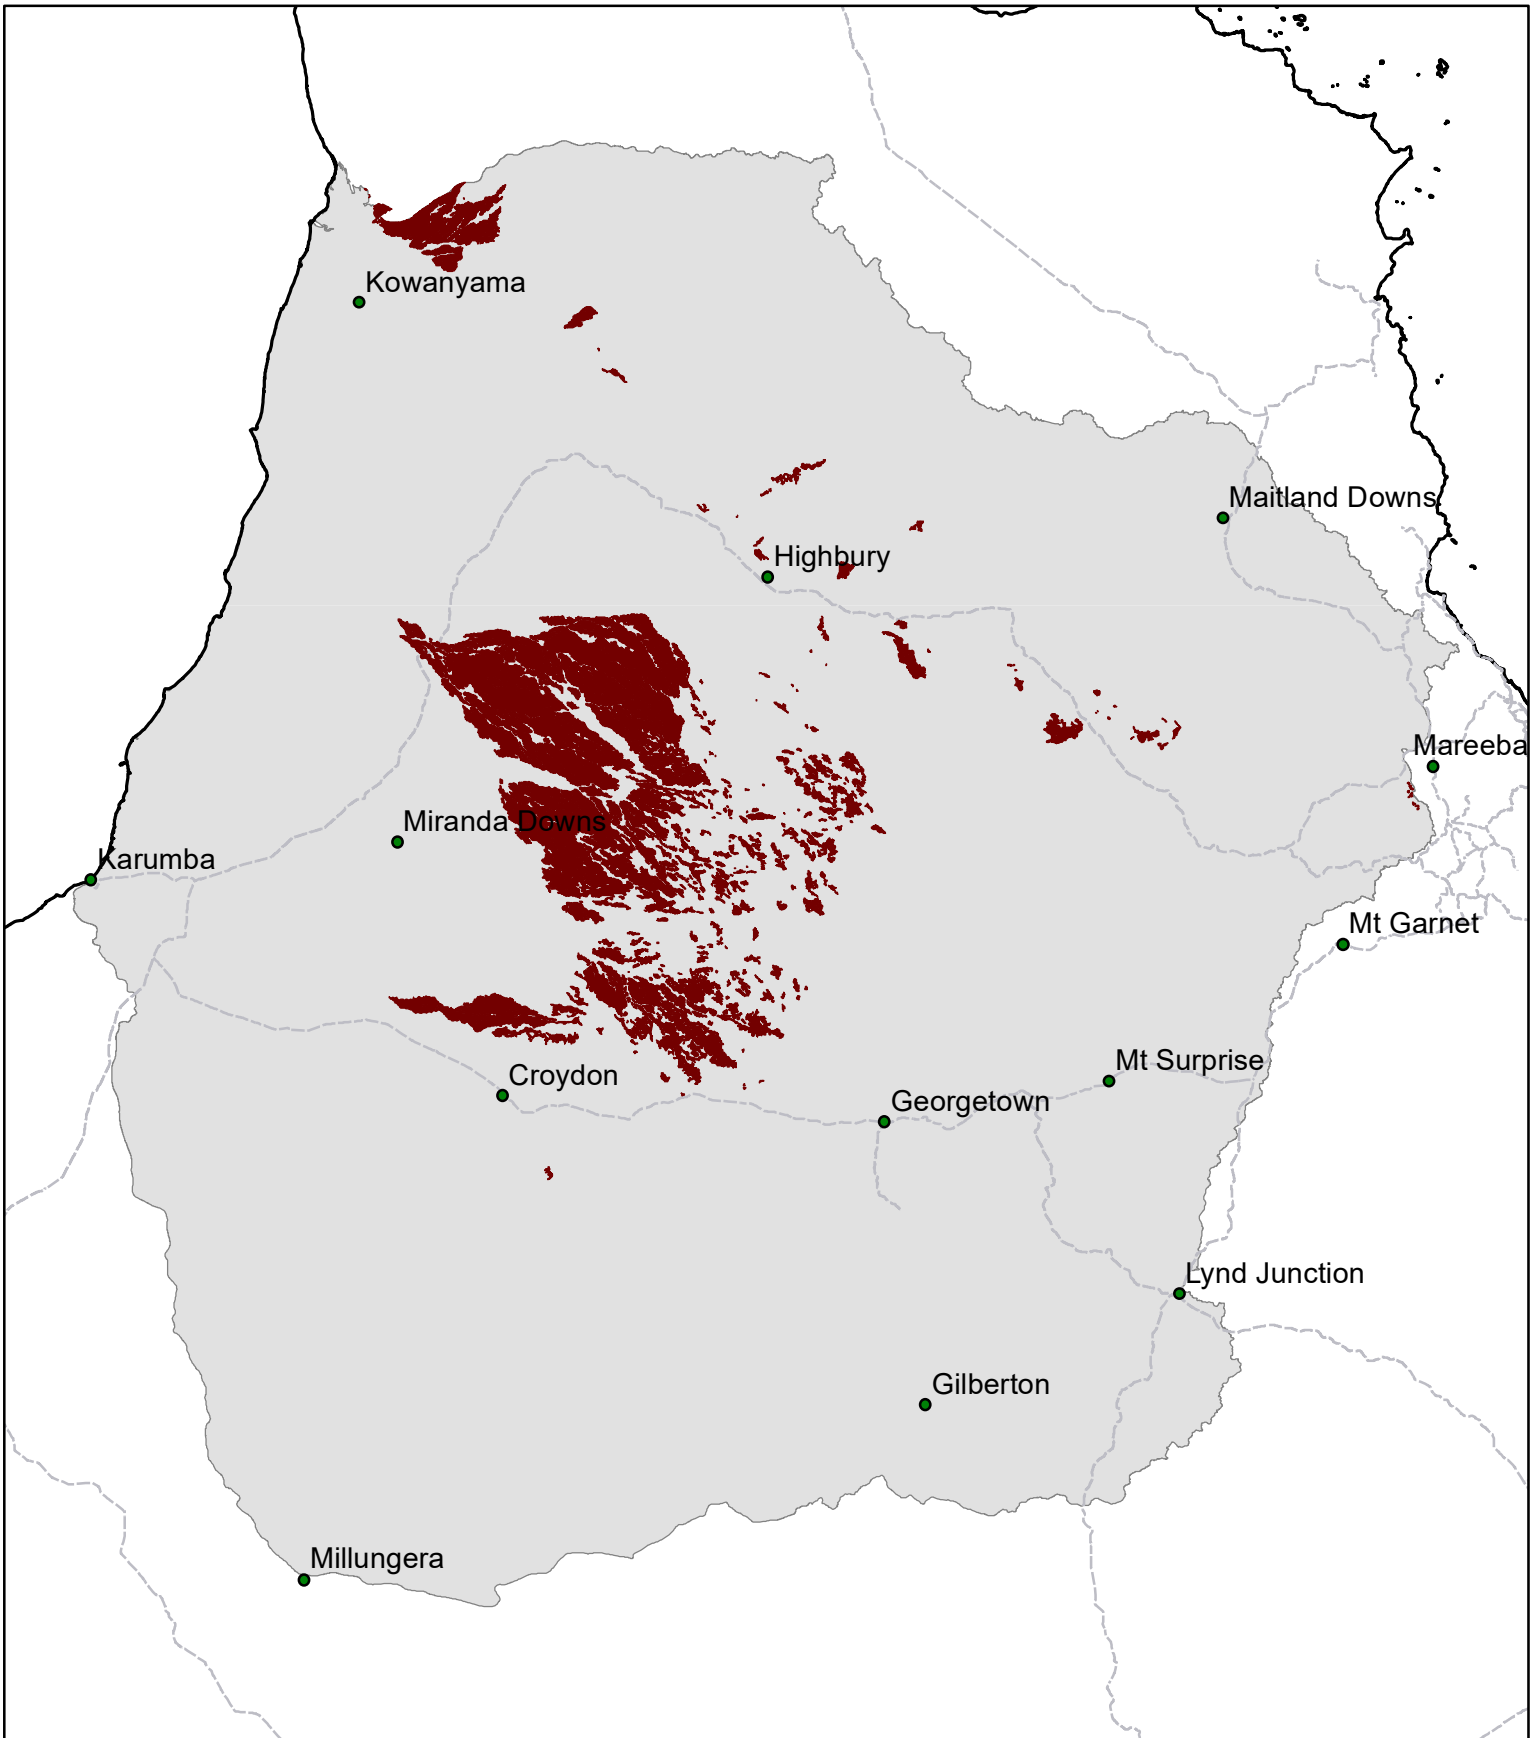 Kowanyama
Maitland Downs
Highbury
Mareeba
Miranda Downs
Karumba
Mt Garnet
Mt Surprise
Croydon
Georgetown
Lynd Junction
Gilberton
Millungera